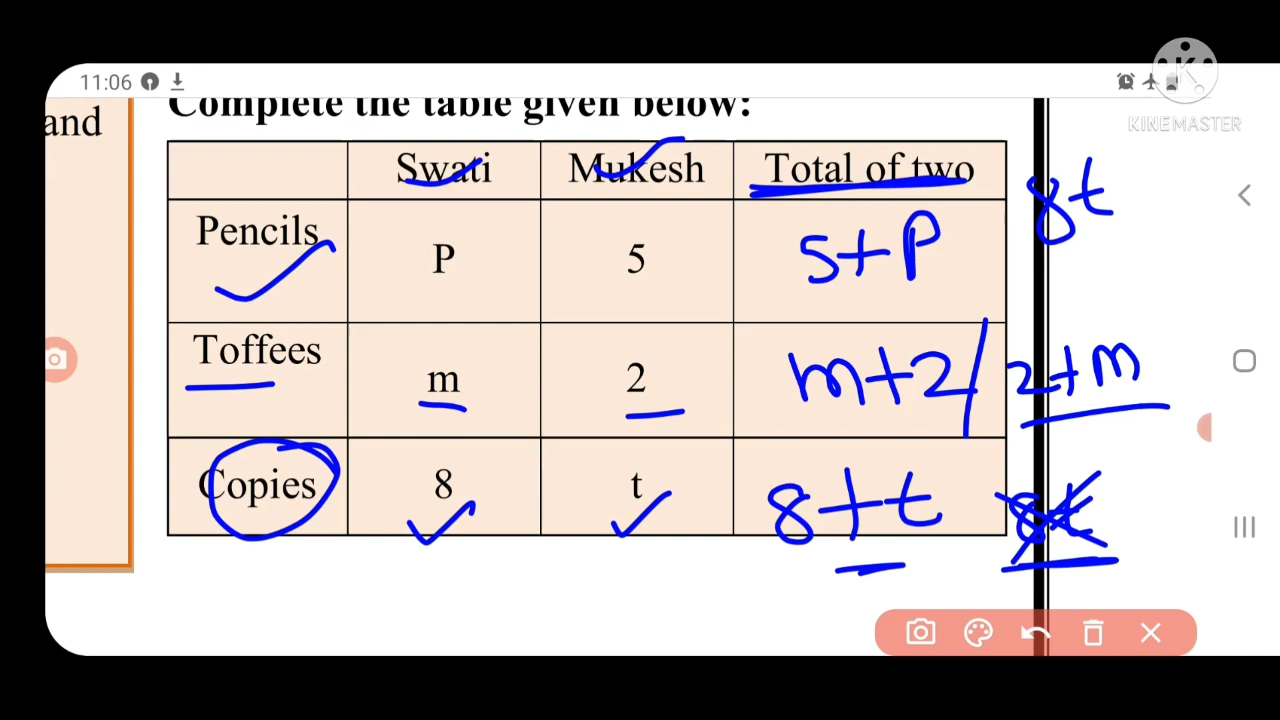 11:06
KINEMASTER
and
Complete the table given below:
Swati Mukesh Total of two
8t
Pencils P 5 5+P
Toffees m 2 m+2/2+m
Copies 8 t 8+t 8t